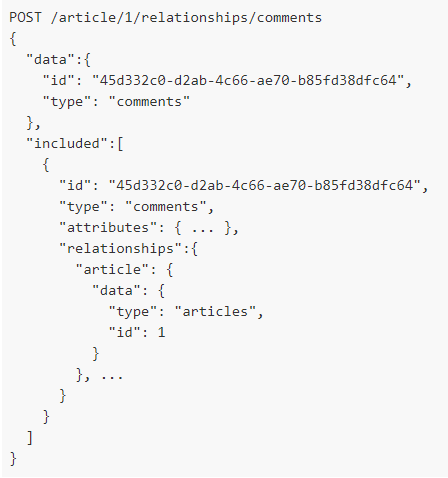 POST /article/1/relationships/comments
{
  "data":{
    "id": "45d332c0-d2ab-4c66-ae70-b85fd38dfc64",
    "type": "comments"
  },
  "included":[
    {
      "id": "45d332c0-d2ab-4c66-ae70-b85fd38dfc64",
      "type": "comments",
      "attributes": { ... },
      "relationships":{
        "article": {
          "data": {
            "type": "articles",
            "id": 1
          }
        }, ...
      }
    }
  ]
}